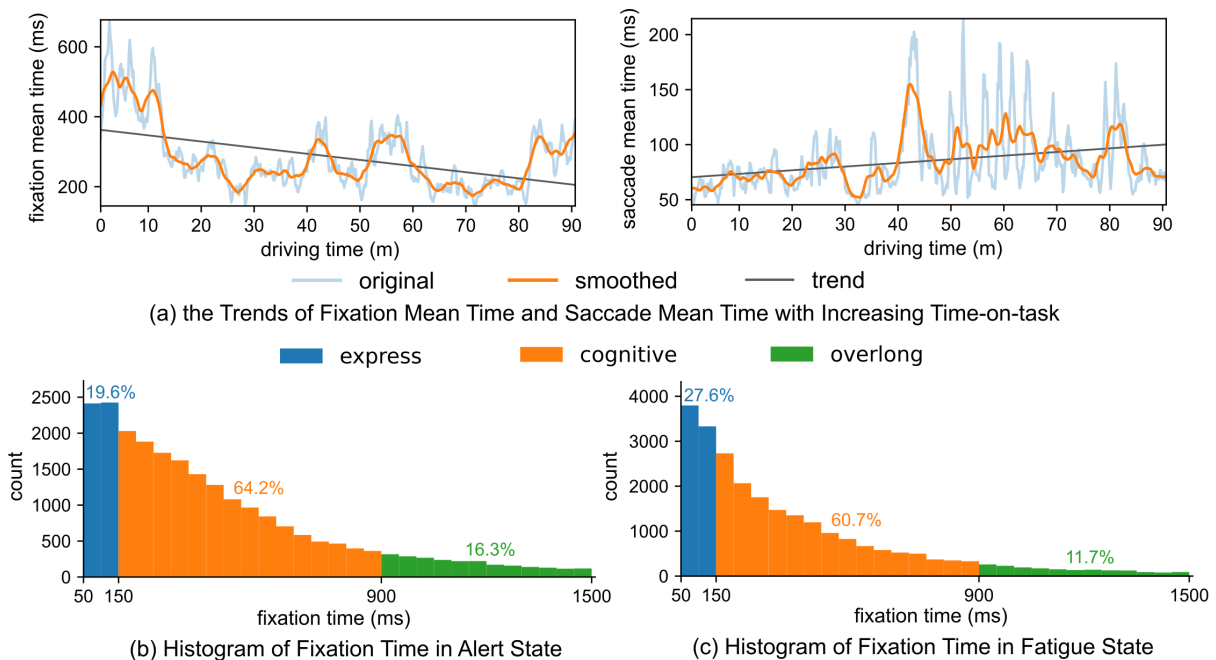 fixation mean time (ms)
600
400
200
0 10 20 30 40 50 60 70 80 90
driving time (m)
saccade mean time (ms)
200
150
100
50
0 10 20 30 40 50 60 70 80 90
driving time (m)
original smoothed trend
(a) the Trends of Fixation Mean Time and Saccade Mean Time with Increasing Time-on-task
express cognitive overlong
count
2500
2000
1500
1000
500
0
19.6%
64.2%
16.3%
50 150 900 1500
fixation time (ms)
(b) Histogram of Fixation Time in Alert State
count
4000
3000
2000
1000
0
27.6%
60.7%
11.7%
50 150 900 1500
fixation time (ms)
(c) Histogram of Fixation Time in Fatigue State